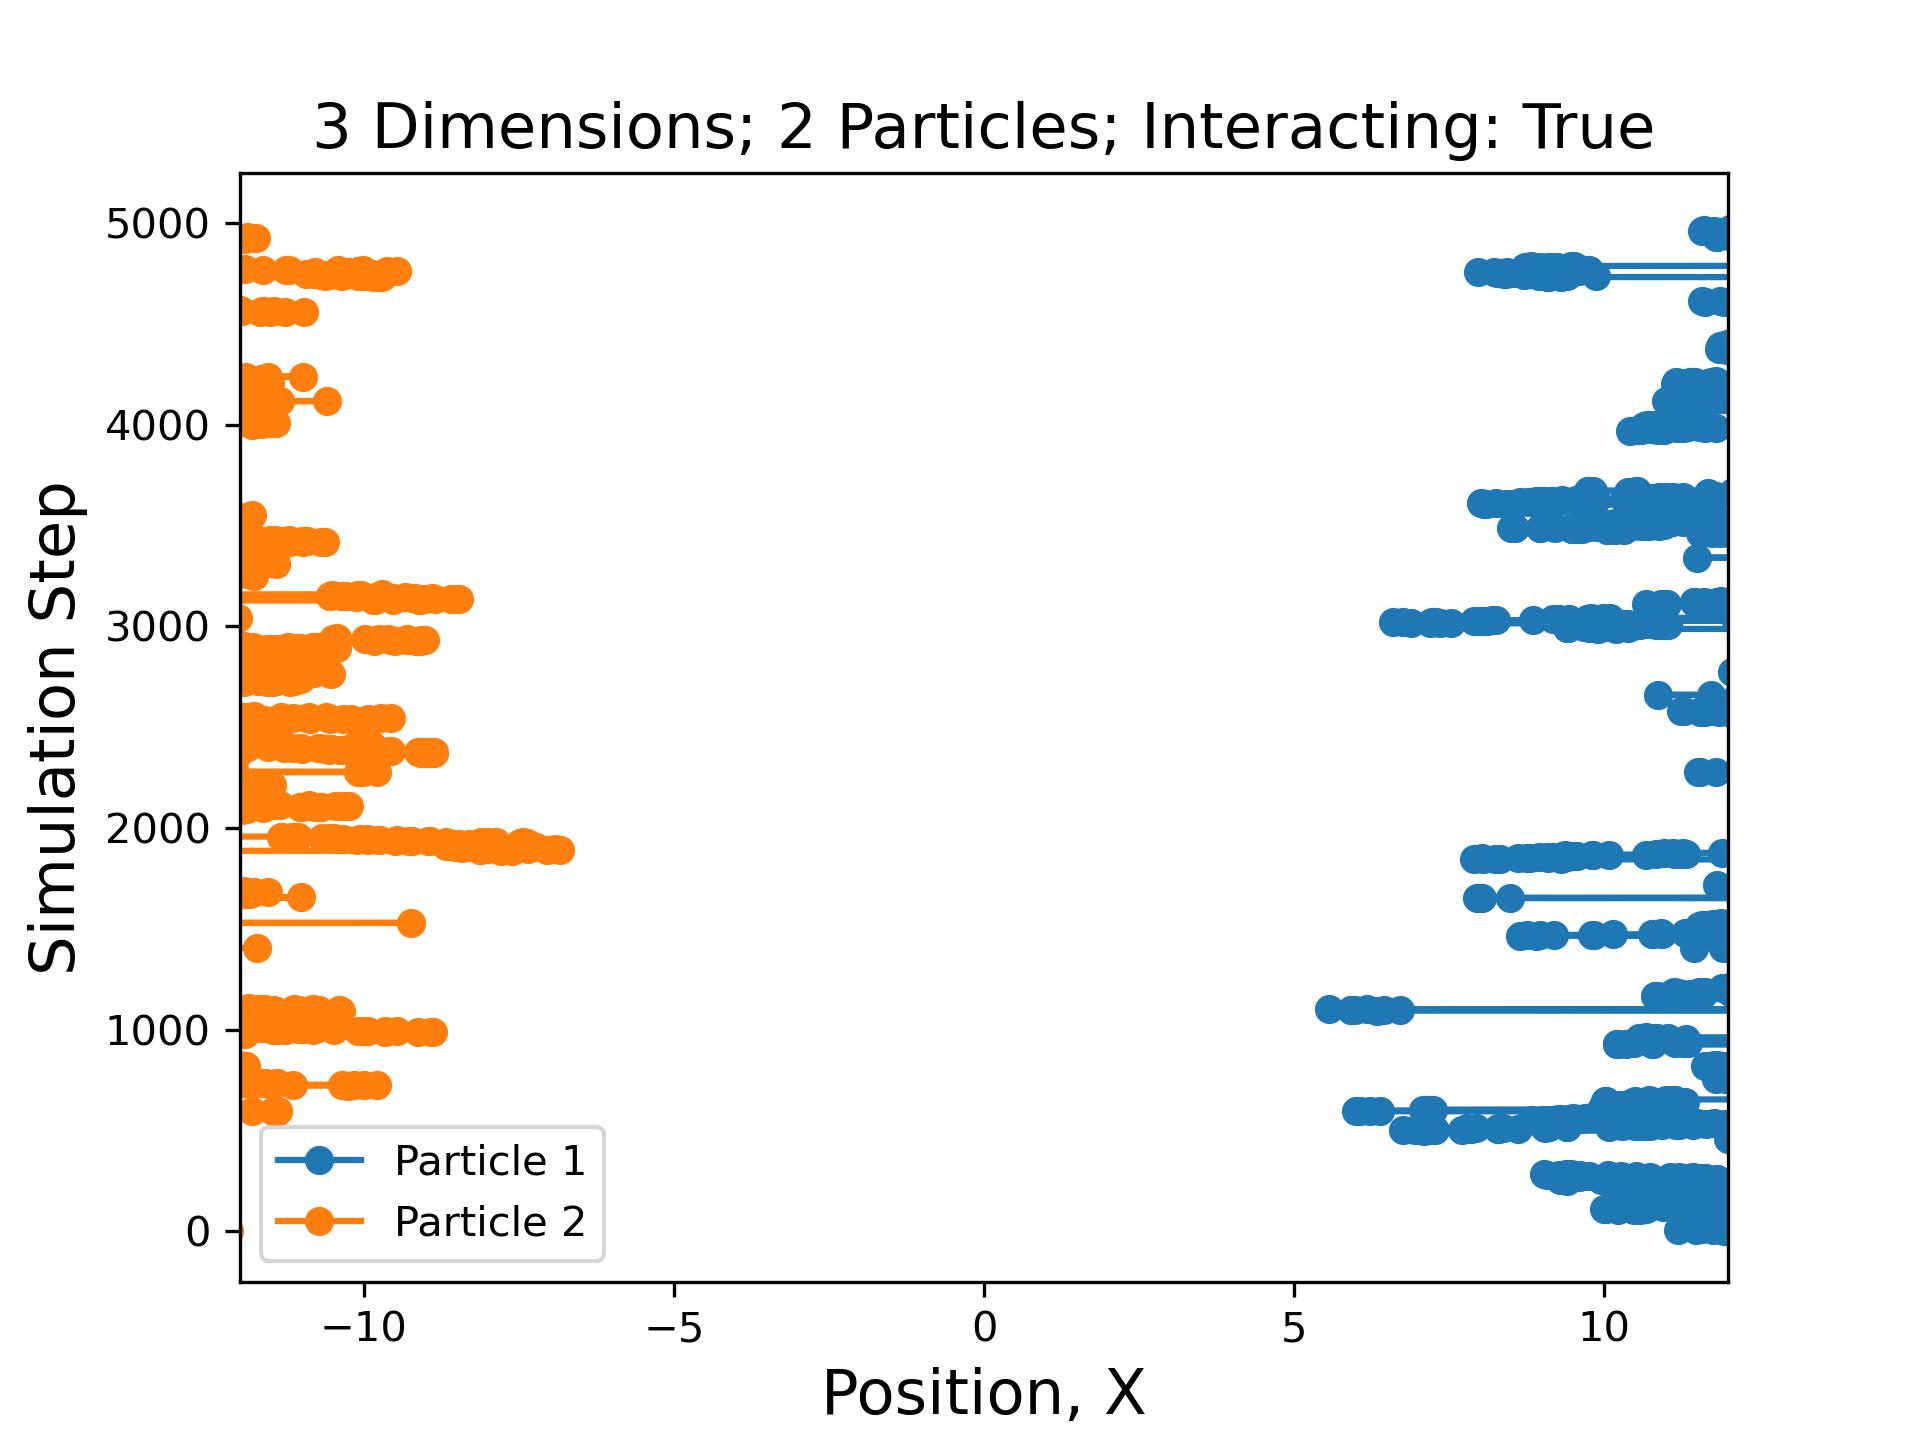 3 Dimensions; 2 Particles; Interacting: True
Simulation Step
5000
4000
3000
2000
1000
0
Particle 1
Particle 2
−10
−5
0
5
10
Position, X